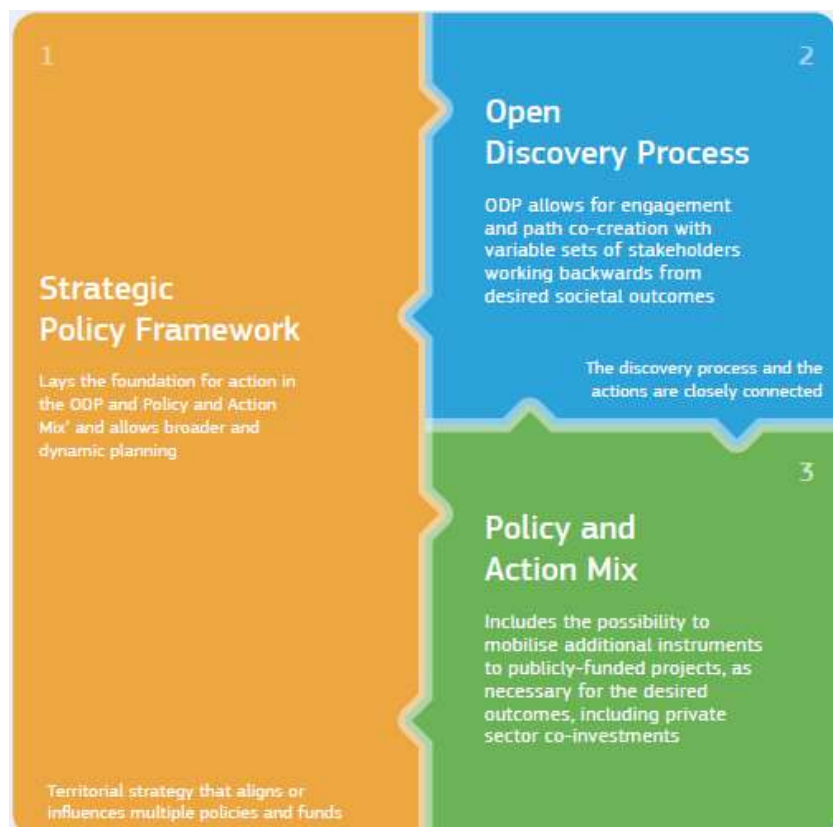 1
Strategic
Policy Framework
Lays the foundation for action in
the ODP and Policy and Action
Mix' and allows broader and
dynamic planning
Territorial strategy that aligns or
influences multiple policies and funds
2
Open
Discovery Process
ODP allows for engagement
and path co-creation with
variable sets of stakeholders
working backwards from
desired societal outcomes
The discovery process and the
actions are closely connected
3
Policy and
Action Mix
Includes the possibility to
mobilise additional instruments
to publicly-funded projects, as
necessary for the desired
outcomes, including private
sector co-investments